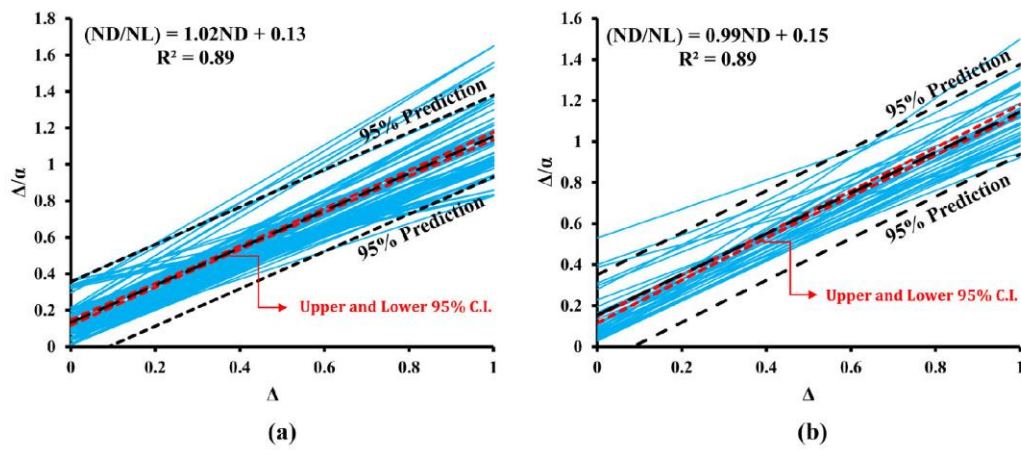 (ND/NL) = 1.02ND + 0.13
R² = 0.89
1.8
1.6
1.4
1.2
1
0.8
0.6
0.4
0.2
0
Δ/α
95% Prediction
95% Prediction
Upper and Lower 95% C.I.
0 0.2 0.4 0.6 0.8 1
Δ
(a)
(ND/NL) = 0.99ND + 0.15
R² = 0.89
1.6
1.4
1.2
1
0.8
0.6
0.4
0.2
0
Δ/α
95% Prediction
95% Prediction
Upper and Lower 95% C.I.
0 0.2 0.4 0.6 0.8 1
Δ
(b)